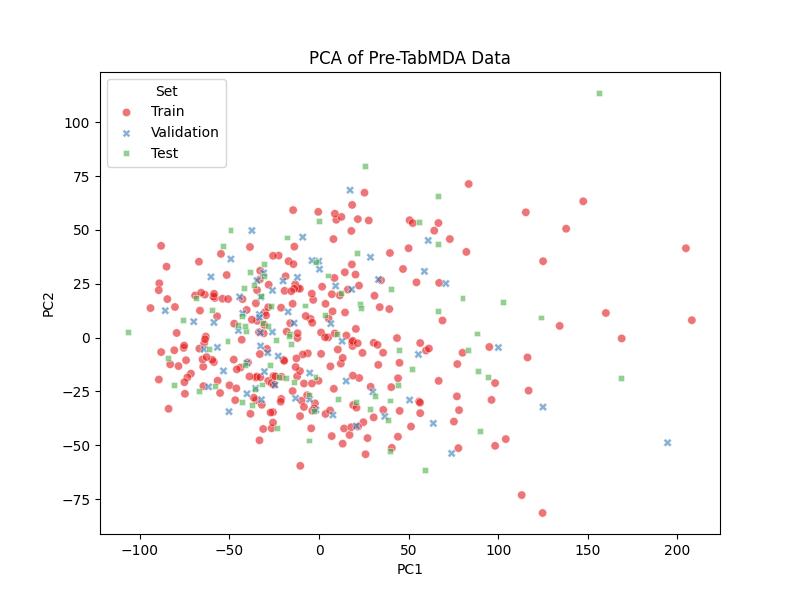 PCA of Pre-TabMDA Data
Set
Train
Validation
Test
100
75
50
25
0
−25
−50
−75
PC2
−100 −50 0 50 100 150 200
PC1